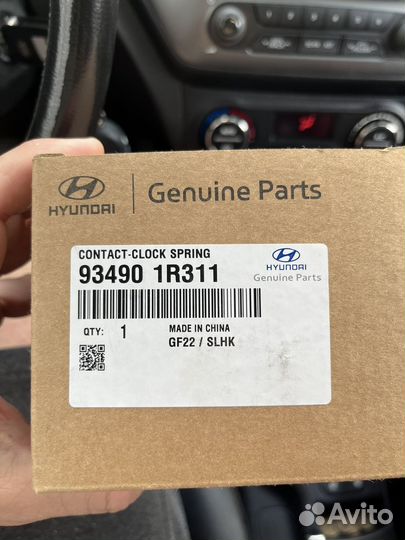 HYUNDAI
Genuine Parts
CONTACT-CLOCK SPRING
93490 1R311
HYUNDAI
Genuine Parts
QTY: 1
MADE IN CHINA
GF22 / SLHK
Avito